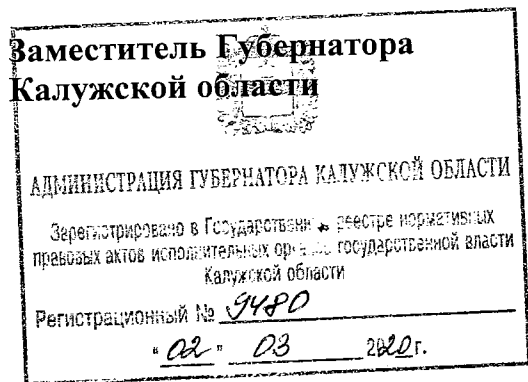 Заместитель Губернатора
Калужской области
АДМИНИСТРАЦИЯ ГУБЕРНАТОРА КАЛУЖСКОЙ ОБЛАСТИ
Зарегистрировано в Государственном реестре нормативных
правовых актов исполнительных органов государственной власти
Калужской области
Регистрационный № 9480
"02" 03 2020 г.